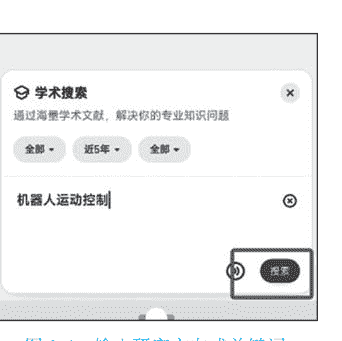 学术搜索
通过海量学术文献，解决你的专业知识问题
全部 近5年 全部
机器人运动控制
搜索